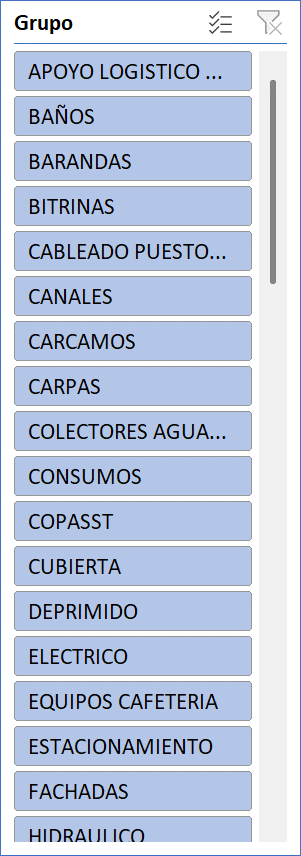 Grupo
APOYO LOGISTICO ...
BAÑOS
BARANDAS
BITRINAS
CABLEADO PUESTO...
CANALES
CARCAMOS
CARPAS
COLECTORES AGUA...
CONSUMOS
COPASST
CUBIERTA
DEPRIMIDO
ELECTRICO
EQUIPOS CAFETERIA
ESTACIONAMIENTO
FACHADAS
HIDRAULICO